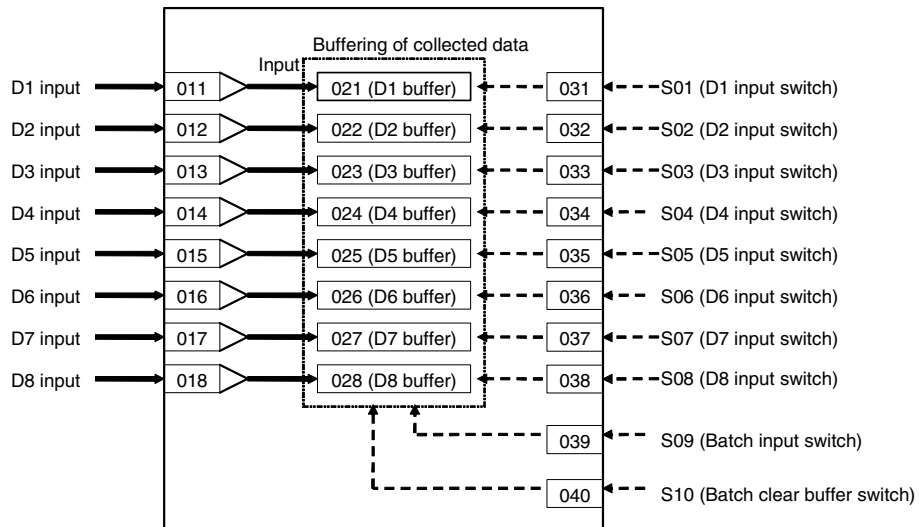 Buffering of collected data
Input
D1 input 011 021 (D1 buffer) 031 S01 (D1 input switch)
D2 input 012 022 (D2 buffer) 032 S02 (D2 input switch)
D3 input 013 023 (D3 buffer) 033 S03 (D3 input switch)
D4 input 014 024 (D4 buffer) 034 S04 (D4 input switch)
D5 input 015 025 (D5 buffer) 035 S05 (D5 input switch)
D6 input 016 026 (D6 buffer) 036 S06 (D6 input switch)
D7 input 017 027 (D7 buffer) 037 S07 (D7 input switch)
D8 input 018 028 (D8 buffer) 038 S08 (D8 input switch)
039 S09 (Batch input switch)
040 S10 (Batch clear buffer switch)